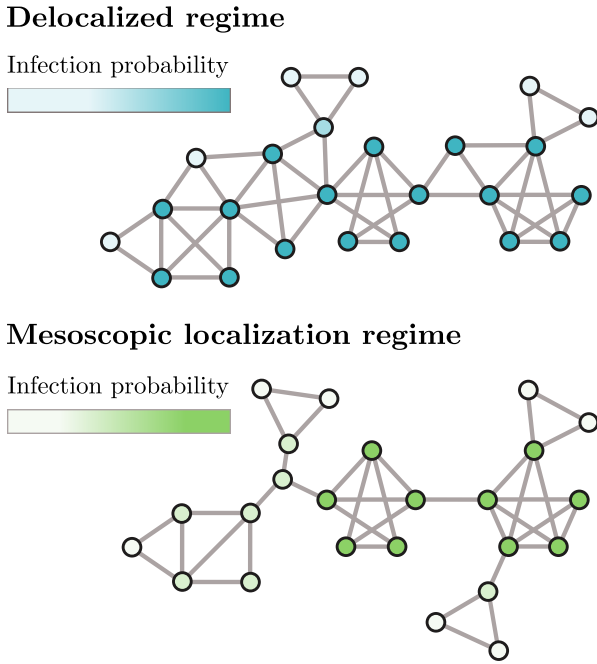 Delocalized regime
Infection probability
Mesoscopic localization regime
Infection probability